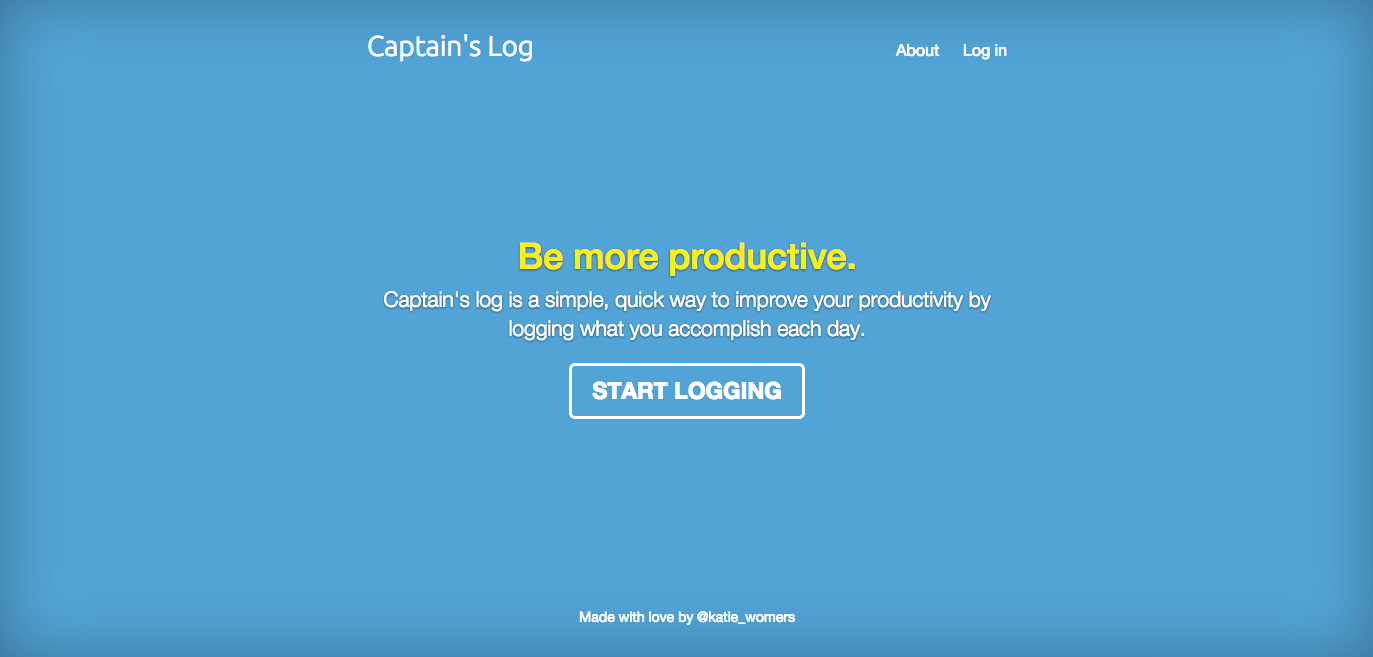 Captain's Log
About
Log in
Be more productive.
Captain's log is a simple, quick way to improve your productivity by
logging what you accomplish each day.
START LOGGING
Made with love by @katie_womers